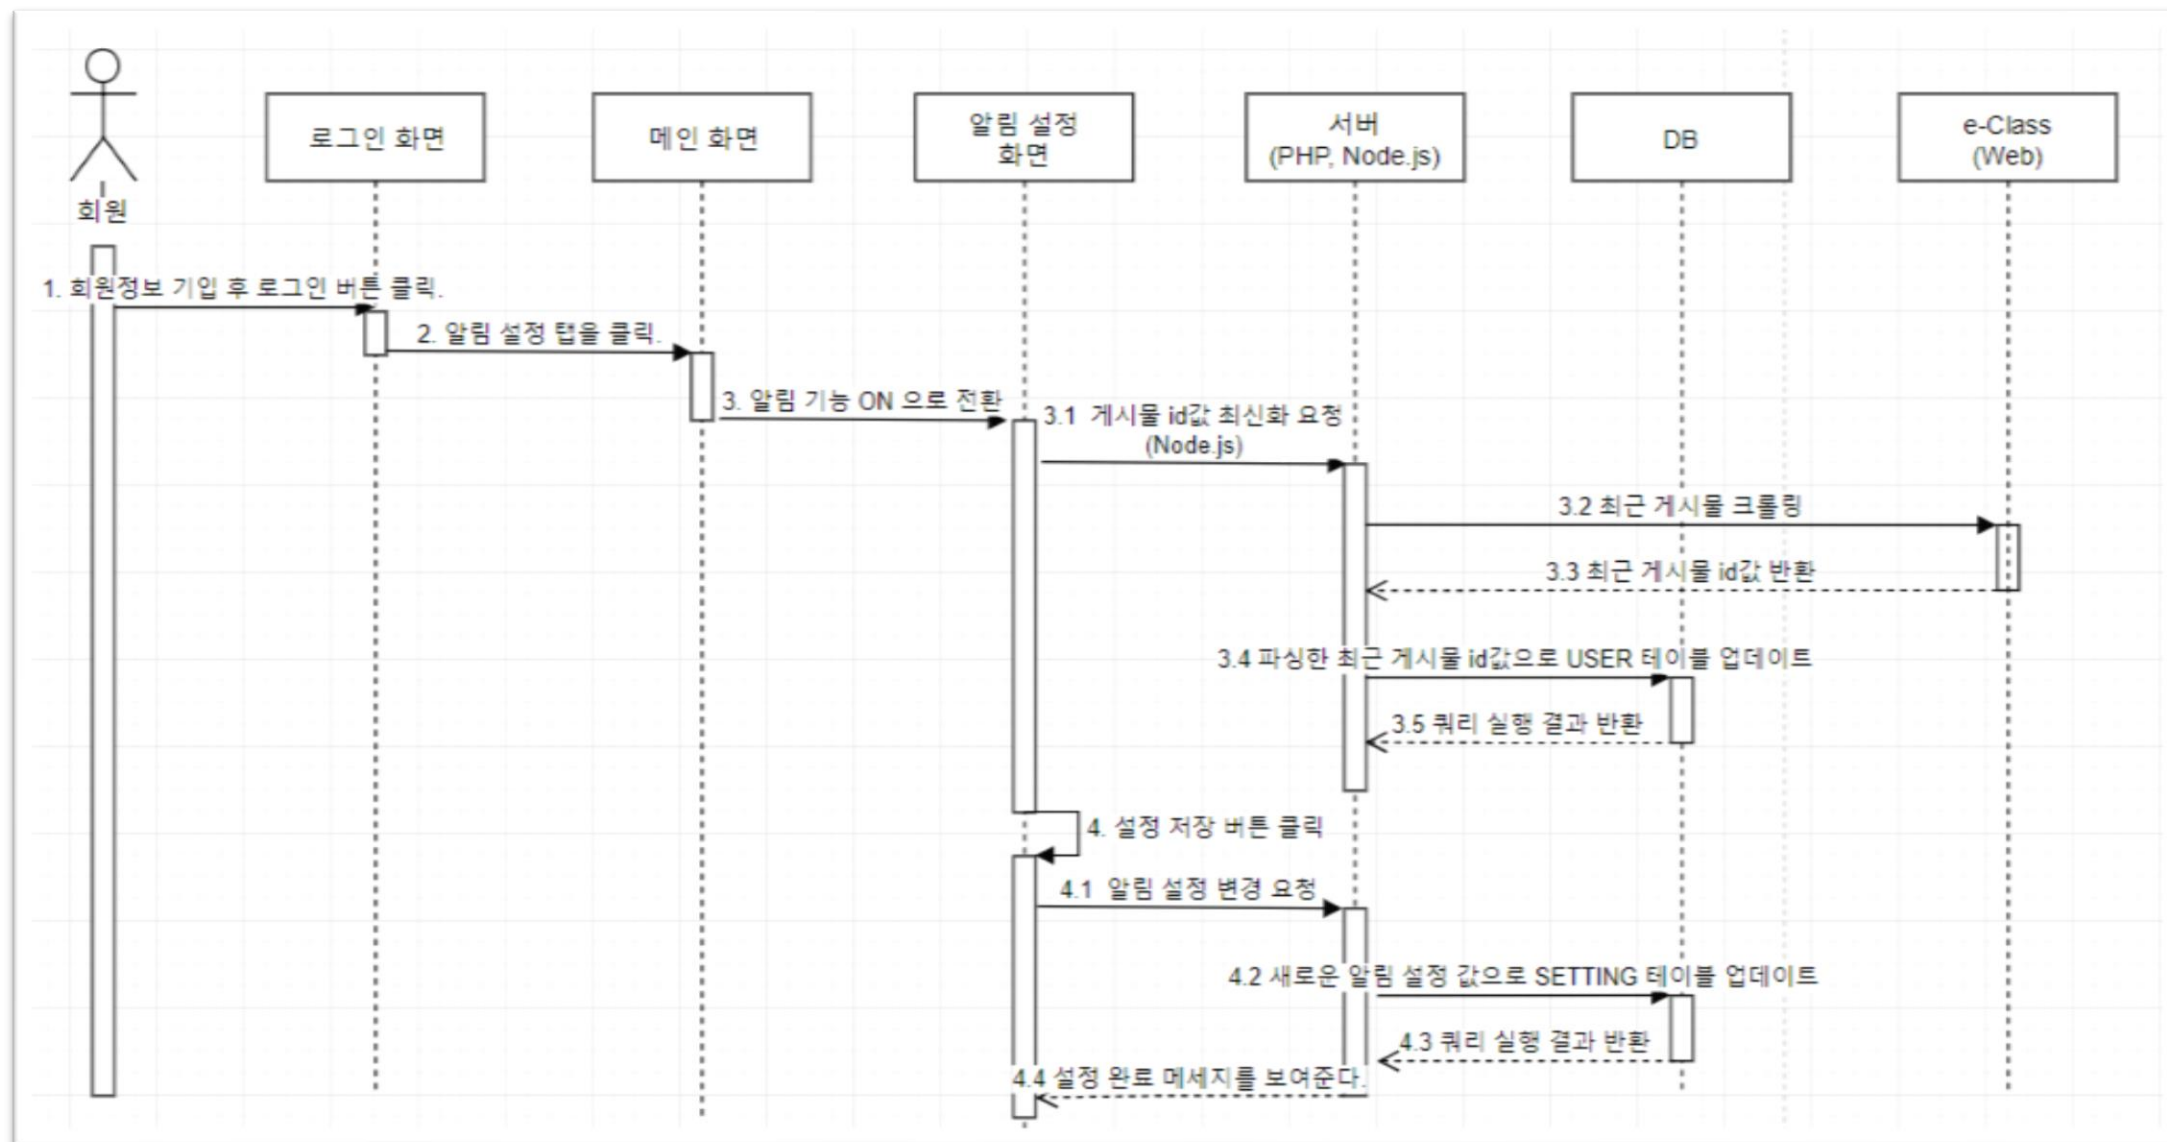 회원
로그인 화면
메인 화면
알림 설정
화면
서버
(PHP, Node.js)
DB
e-Class
(Web)
1. 회원정보 기입 후 로그인 버튼 클릭.
2. 알림 설정 탭을 클릭.
3. 알림 기능 ON 으로 전환
3.1 게시물 id값 최신화 요청
(Node.js)
3.2 최근 게시물 크롤링
3.3 최근 게시물 id값 반환
3.4 파싱한 최근 게시물 id값으로 USER 테이블 업데이트
3.5 쿼리 실행 결과 반환
4. 설정 저장 버튼 클릭
4.1 알림 설정 변경 요청
4.2 새로운 알림 설정 값으로 SETTING 테이블 업데이트
4.3 쿼리 실행 결과 반환
4.4 설정 완료 메세지를 보여준다.